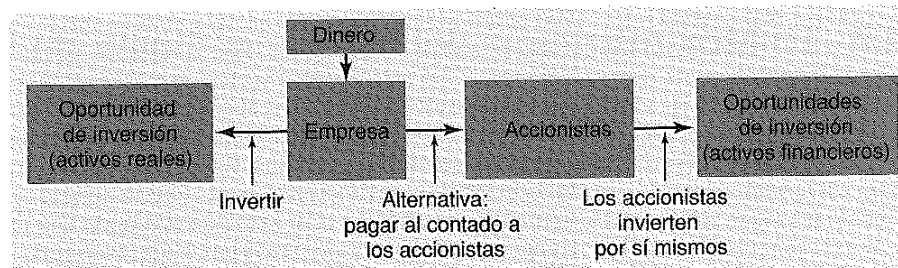 Dinero
Oportunidad
de inversión
(activos reales)
Empresa
Accionistas
Oportunidades
de inversión
(activos financieros)
Invertir
Alternativa:
pagar al contado a
los accionistas
Los accionistas
invierten
por sí mismos